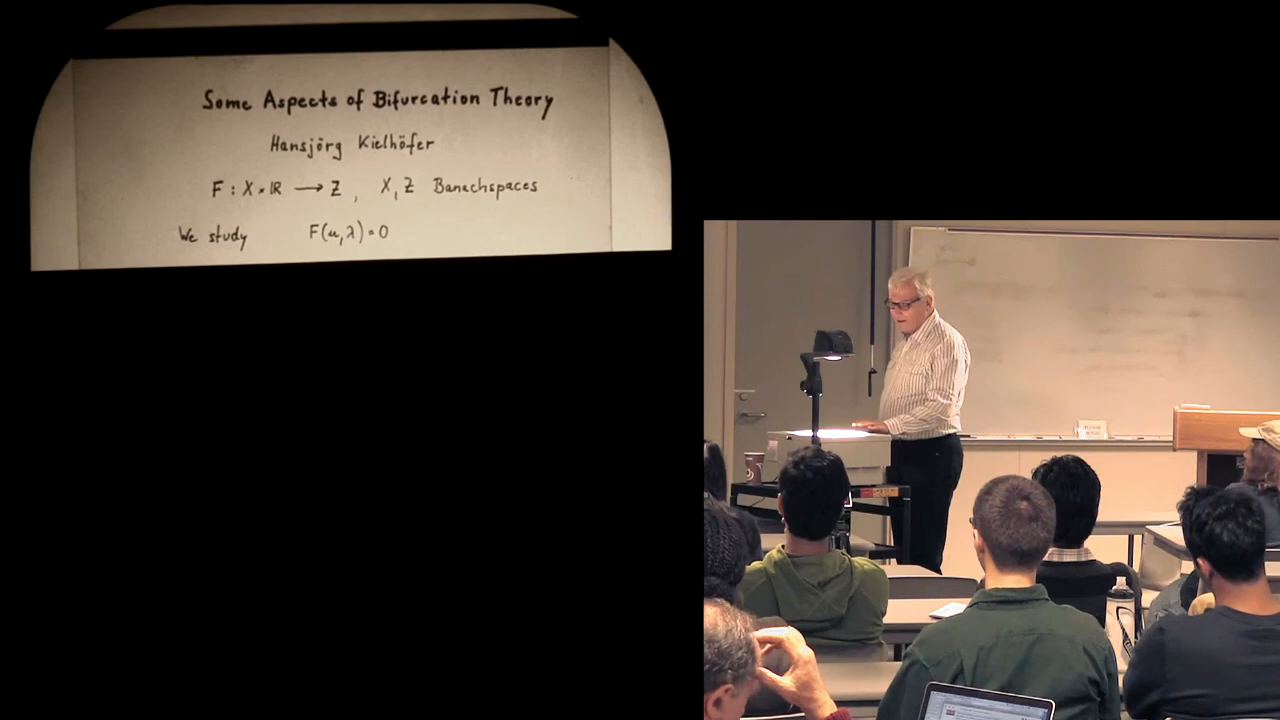 Some Aspects of Bifurcation Theory
Hansjörg Kielhöfer
F : X × ℝ ⟶ Z , X, Z Banachspaces
We study F(u, λ) = 0